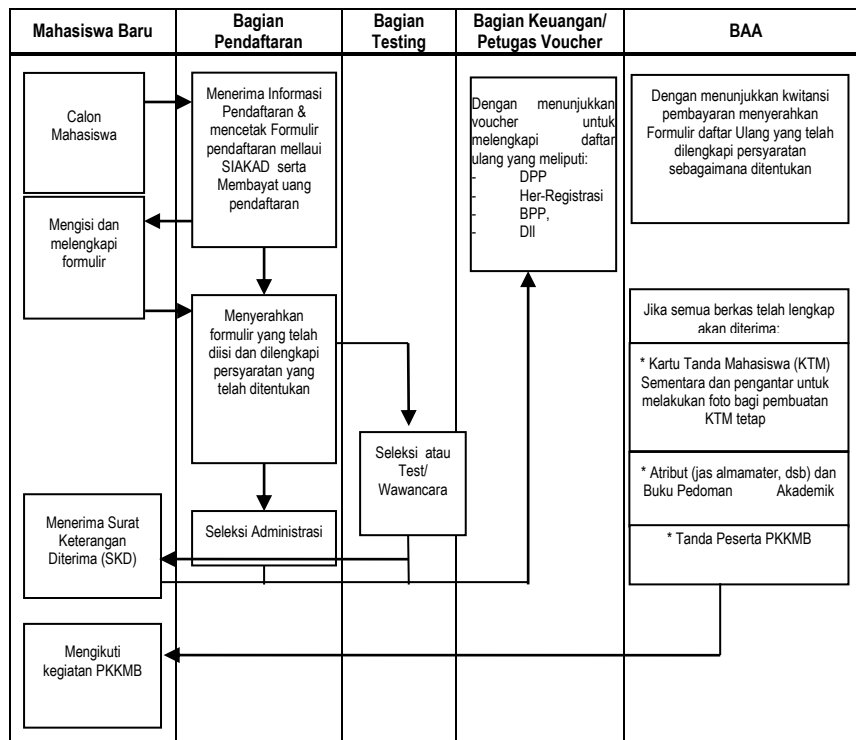 Mahasiswa Baru
Bagian
Pendaftaran
Bagian
Testing
Bagian Keuangan/
Petugas Voucher
BAA
Calon
Mahasiswa
Menerima Informasi
Pendaftaran &
mencetak Formulir
pendaftaran mellaui
SIAKAD serta
Membayat uang
pendaftaran
Dengan menunjukkan
voucher untuk
melengkapi daftar
ulang yang meliputi:
- DPP
- Her-Registrasi
- BPP,
- Dll
Dengan menunjukkan kwitansi
pembayaran menyerahkan
Formulir daftar Ulang yang telah
dilengkapi persyaratan
sebagaimana ditentukan
Mengisi dan
melengkapi
formulir
Menyerahkan
formulir yang telah
diisi dan dilengkapi
persyaratan yang
telah ditentukan
Jika semua berkas telah lengkap
akan diterima:
* Kartu Tanda Mahasiswa (KTM)
Sementara dan pengantar untuk
melakukan foto bagi pembuatan
KTM tetap
Seleksi atau
Test/
Wawancara
* Atribut (jas almamater, dsb) dan
Buku Pedoman Akademik
Menerima Surat
Keterangan
Diterima (SKD)
Seleksi Administrasi
* Tanda Peserta PKKMB
Mengikuti
kegiatan PKKMB